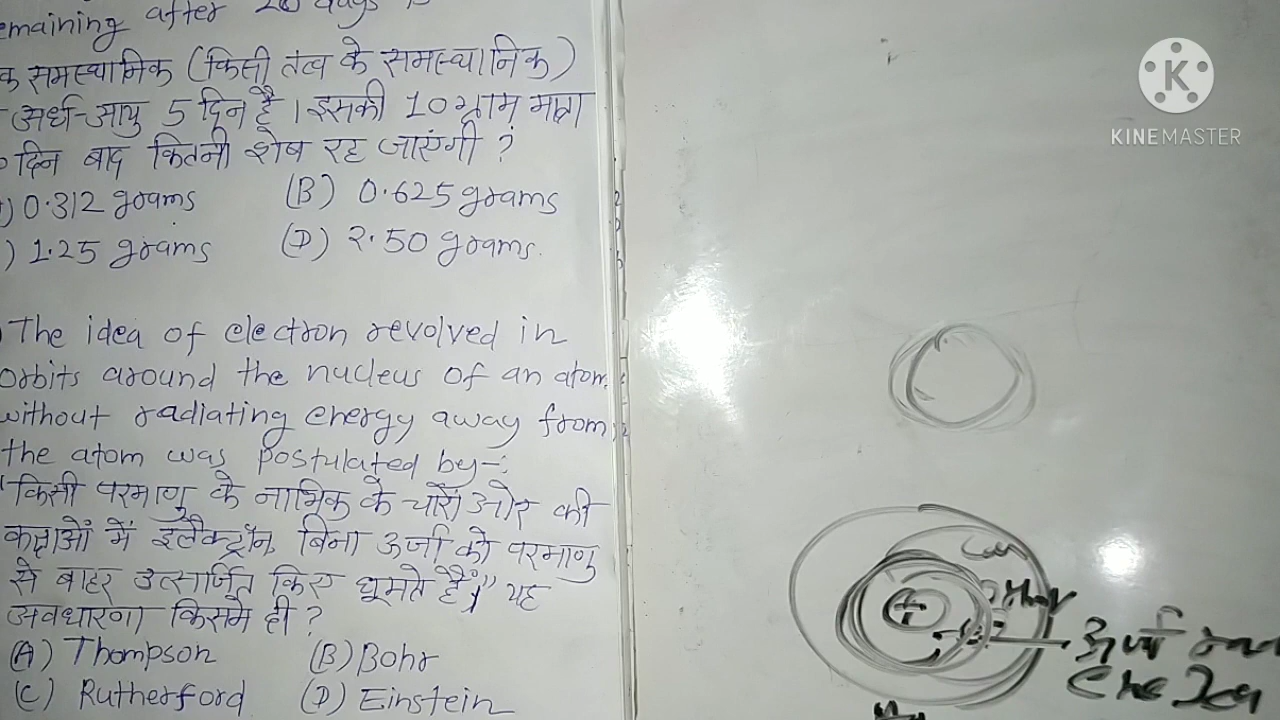 emaining after 20 days
क समस्थानिक (किसी तत्व के समस्थानिक)
अर्ध-आयु 5 दिन है। इसकी 10 ग्राम मात्रा
दिन बाद कितनी शेष रह जाएंगी ?
) 0.312 grams (B) 0.625 grams
) 1.25 grams (D) 2.50 grams.
The idea of electron revolved in
orbits around the nucleus of an atom
without radiating energy away from
the atom was postulated by-:
"किसी परमाणु के नाभिक के चारों ओर की
कक्षाओं में इलैक्ट्रॉन, बिना ऊर्जा को परमाणु
से बाहर उत्सर्जित किए घूमते हैं," यह
अवधारणा किसने दी ?
(A) Thompson (B) Bohr
(C) Rutherford (D) Einstein
K
KINEMASTER
+
ऊर्जा